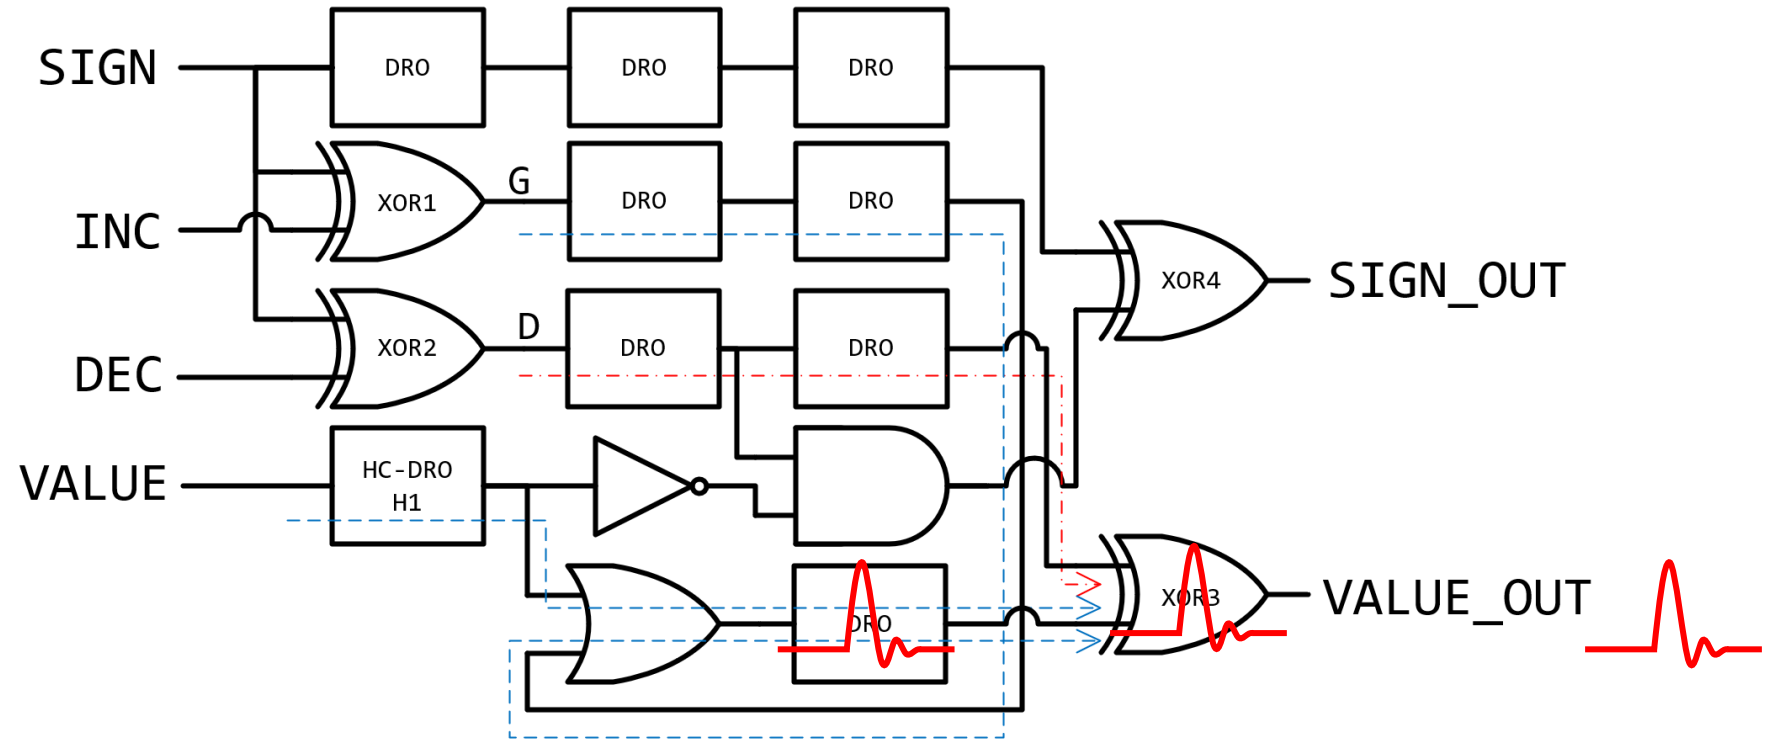 SIGN
DRO
DRO
DRO
INC
XOR1
G
DRO
DRO
DEC
XOR2
D
DRO
DRO
XOR4
SIGN_OUT
VALUE
HC-DRO
H1
DRO
XOR3
VALUE_OUT